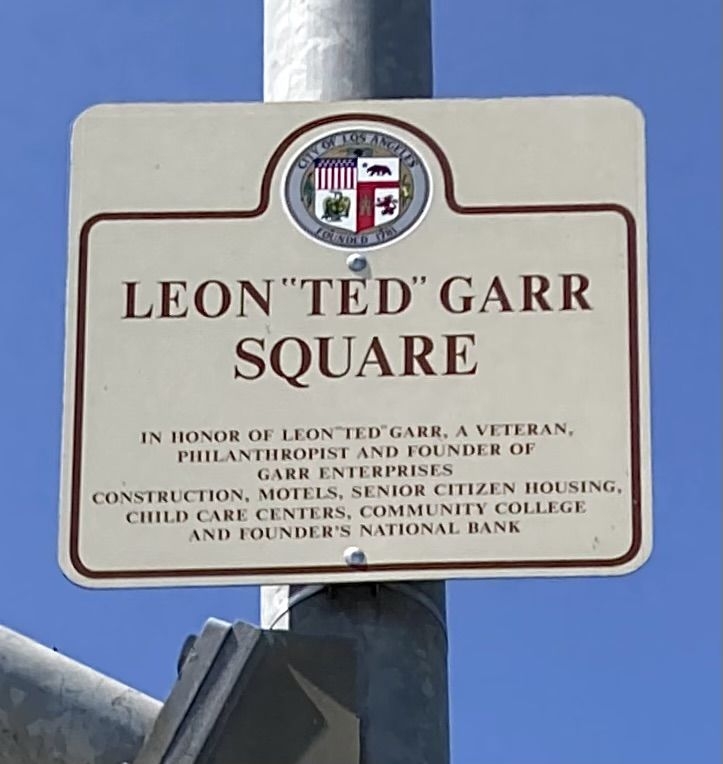 CITY OF LOS ANGELES
FOUNDED 1781
LEON "TED" GARR
SQUARE
IN HONOR OF LEON "TED" GARR, A VETERAN,
PHILANTHROPIST AND FOUNDER OF
GARR ENTERPRISES
CONSTRUCTION, MOTELS, SENIOR CITIZEN HOUSING,
CHILD CARE CENTERS, COMMUNITY COLLEGE
AND FOUNDER'S NATIONAL BANK